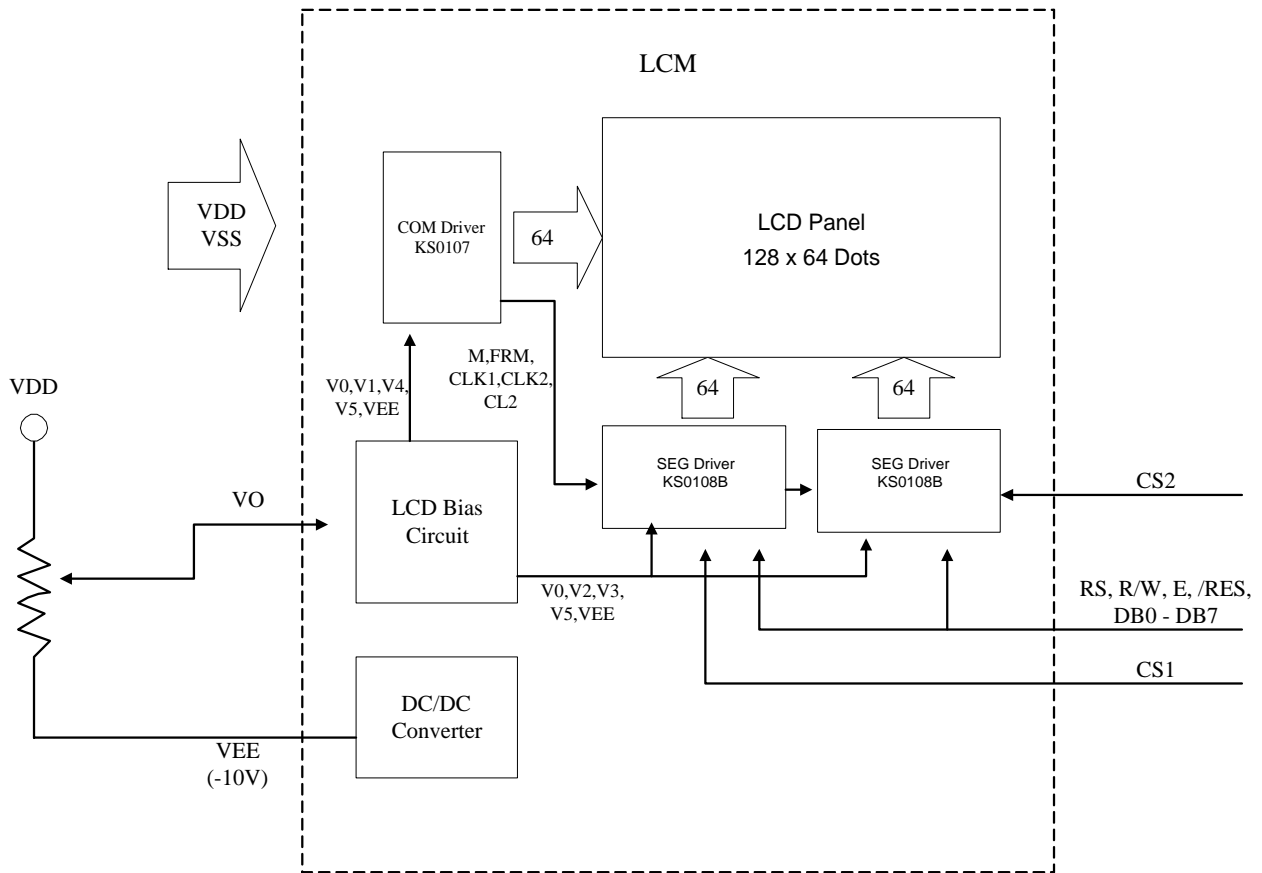 LCM
VDD
VSS
COM Driver
KS0107
64
LCD Panel
128 x 64 Dots
VDD
V0,V1,V4,
V5,VEE
M,FRM,
CLK1,CLK2,
CL2
64
64
SEG Driver
KS0108B
SEG Driver
KS0108B
CS2
VO
LCD Bias
Circuit
V0,V2,V3,
V5,VEE
RS, R/W, E, /RES,
DB0 - DB7
CS1
DC/DC
Converter
VEE
(-10V)